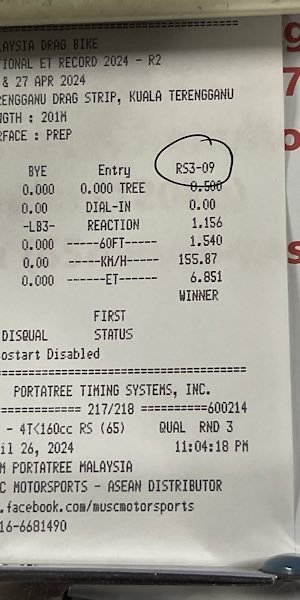 AYSIA DRAG BIKE
TIONAL ET RECORD 2024 - R2
& 27 APR 2024
RENGGANU DRAG STRIP, KUALA TERENGGANU
NGTH : 201M
RFACE : PREP
BYE Entry RS3-09
0.000 0.000 TREE 0.500
0.00 DIAL-IN 0.00
-LB3- REACTION 1.156
0.000 -----60FT----- 1.540
0.00 -----KM/H----- 155.87
0.000 ------ET------ 6.851
WINNER
FIRST
DISQUAL STATUS
ostart Disabled
PORTATREE TIMING SYSTEMS, INC.
============ 217/218 ==========600214
- 4T<160cc RS (65) QUAL RND 3
il 26, 2024 11:04:18 PM
M PORTATREE MALAYSIA
C MOTORSPORTS - ASEAN DISTRIBUTOR
.facebook.com/muscmotorsports
16-6681490